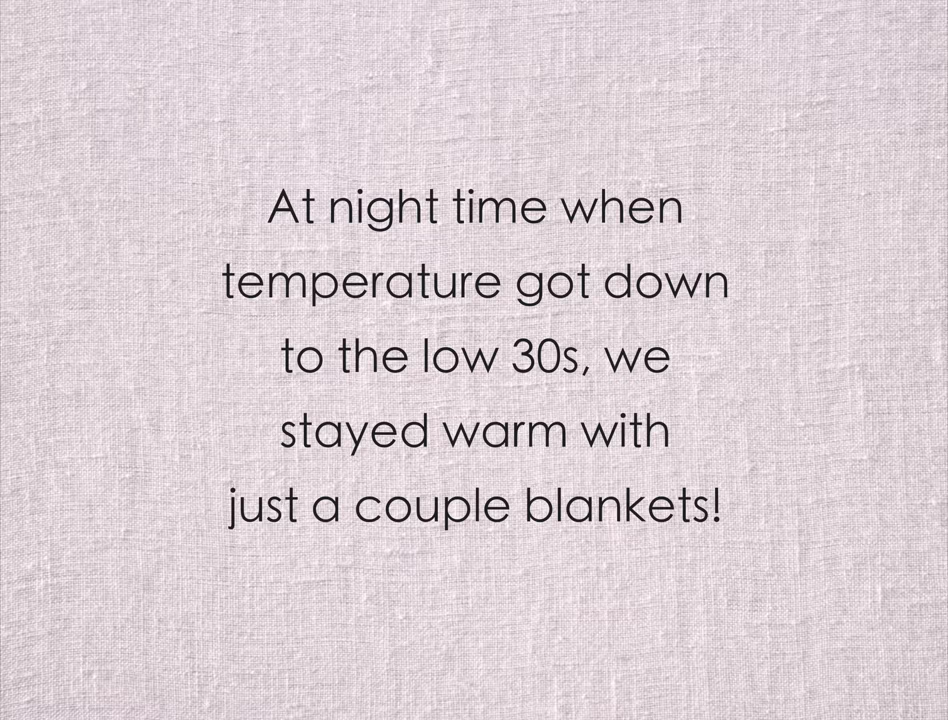 At night time when
temperature got down
to the low 30s, we
stayed warm with
just a couple blankets!